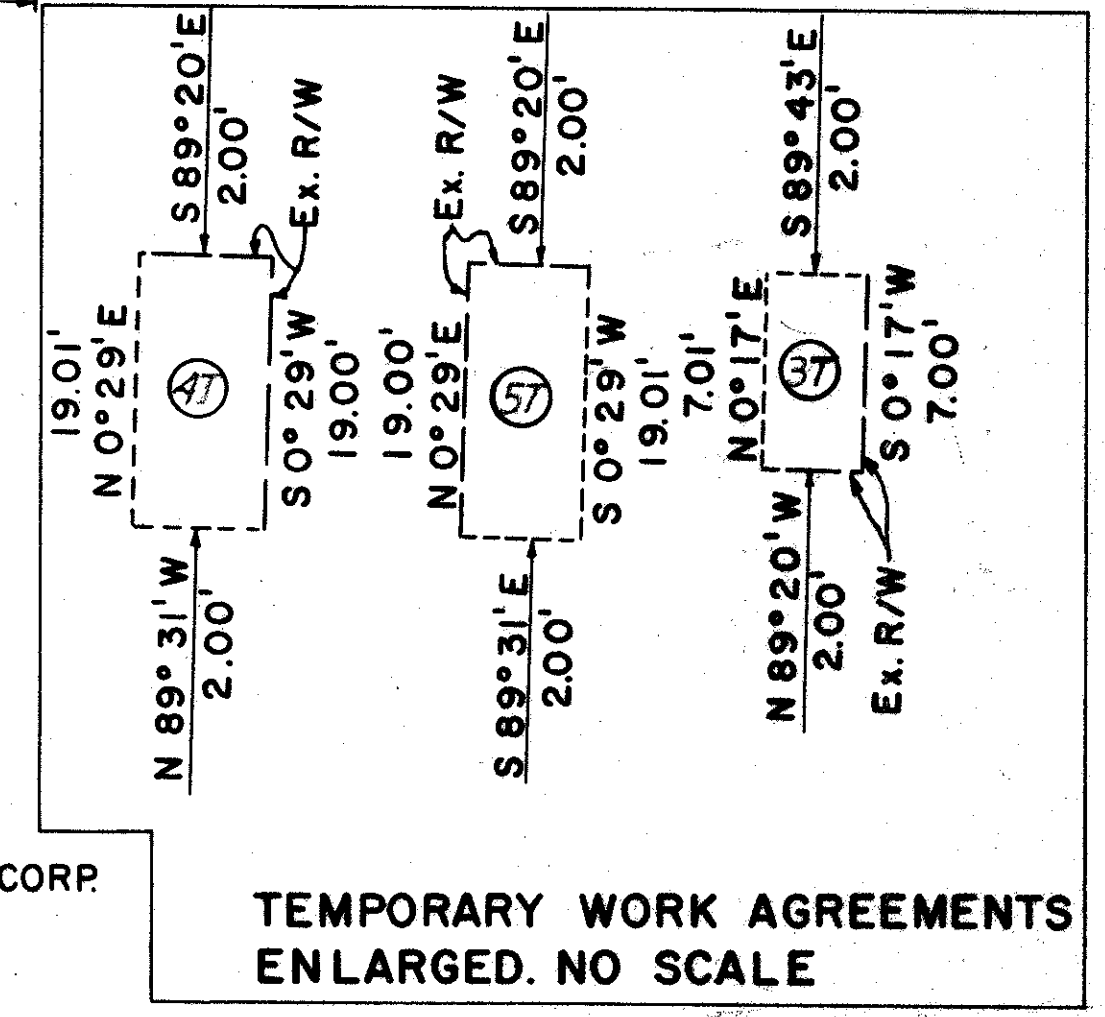 S 89° 20' E
2.00'
Ex. R/W
19.01'
N 0° 29' E
4T
S 0° 29' W
19.00'
N 89° 31' W
2.00'
Ex. R/W
S 89° 20' E
2.00'
19.00'
N 0° 29' E
5T
S 0° 29' W
19.01'
S 89° 31' E
2.00'
S 89° 43' E
2.00'
7.01'
N 0° 17' E
3T
S 0° 17' W
7.00'
N 89° 20' W
2.00'
Ex. R/W
CORP.
TEMPORARY WORK AGREEMENTS
ENLARGED. NO SCALE